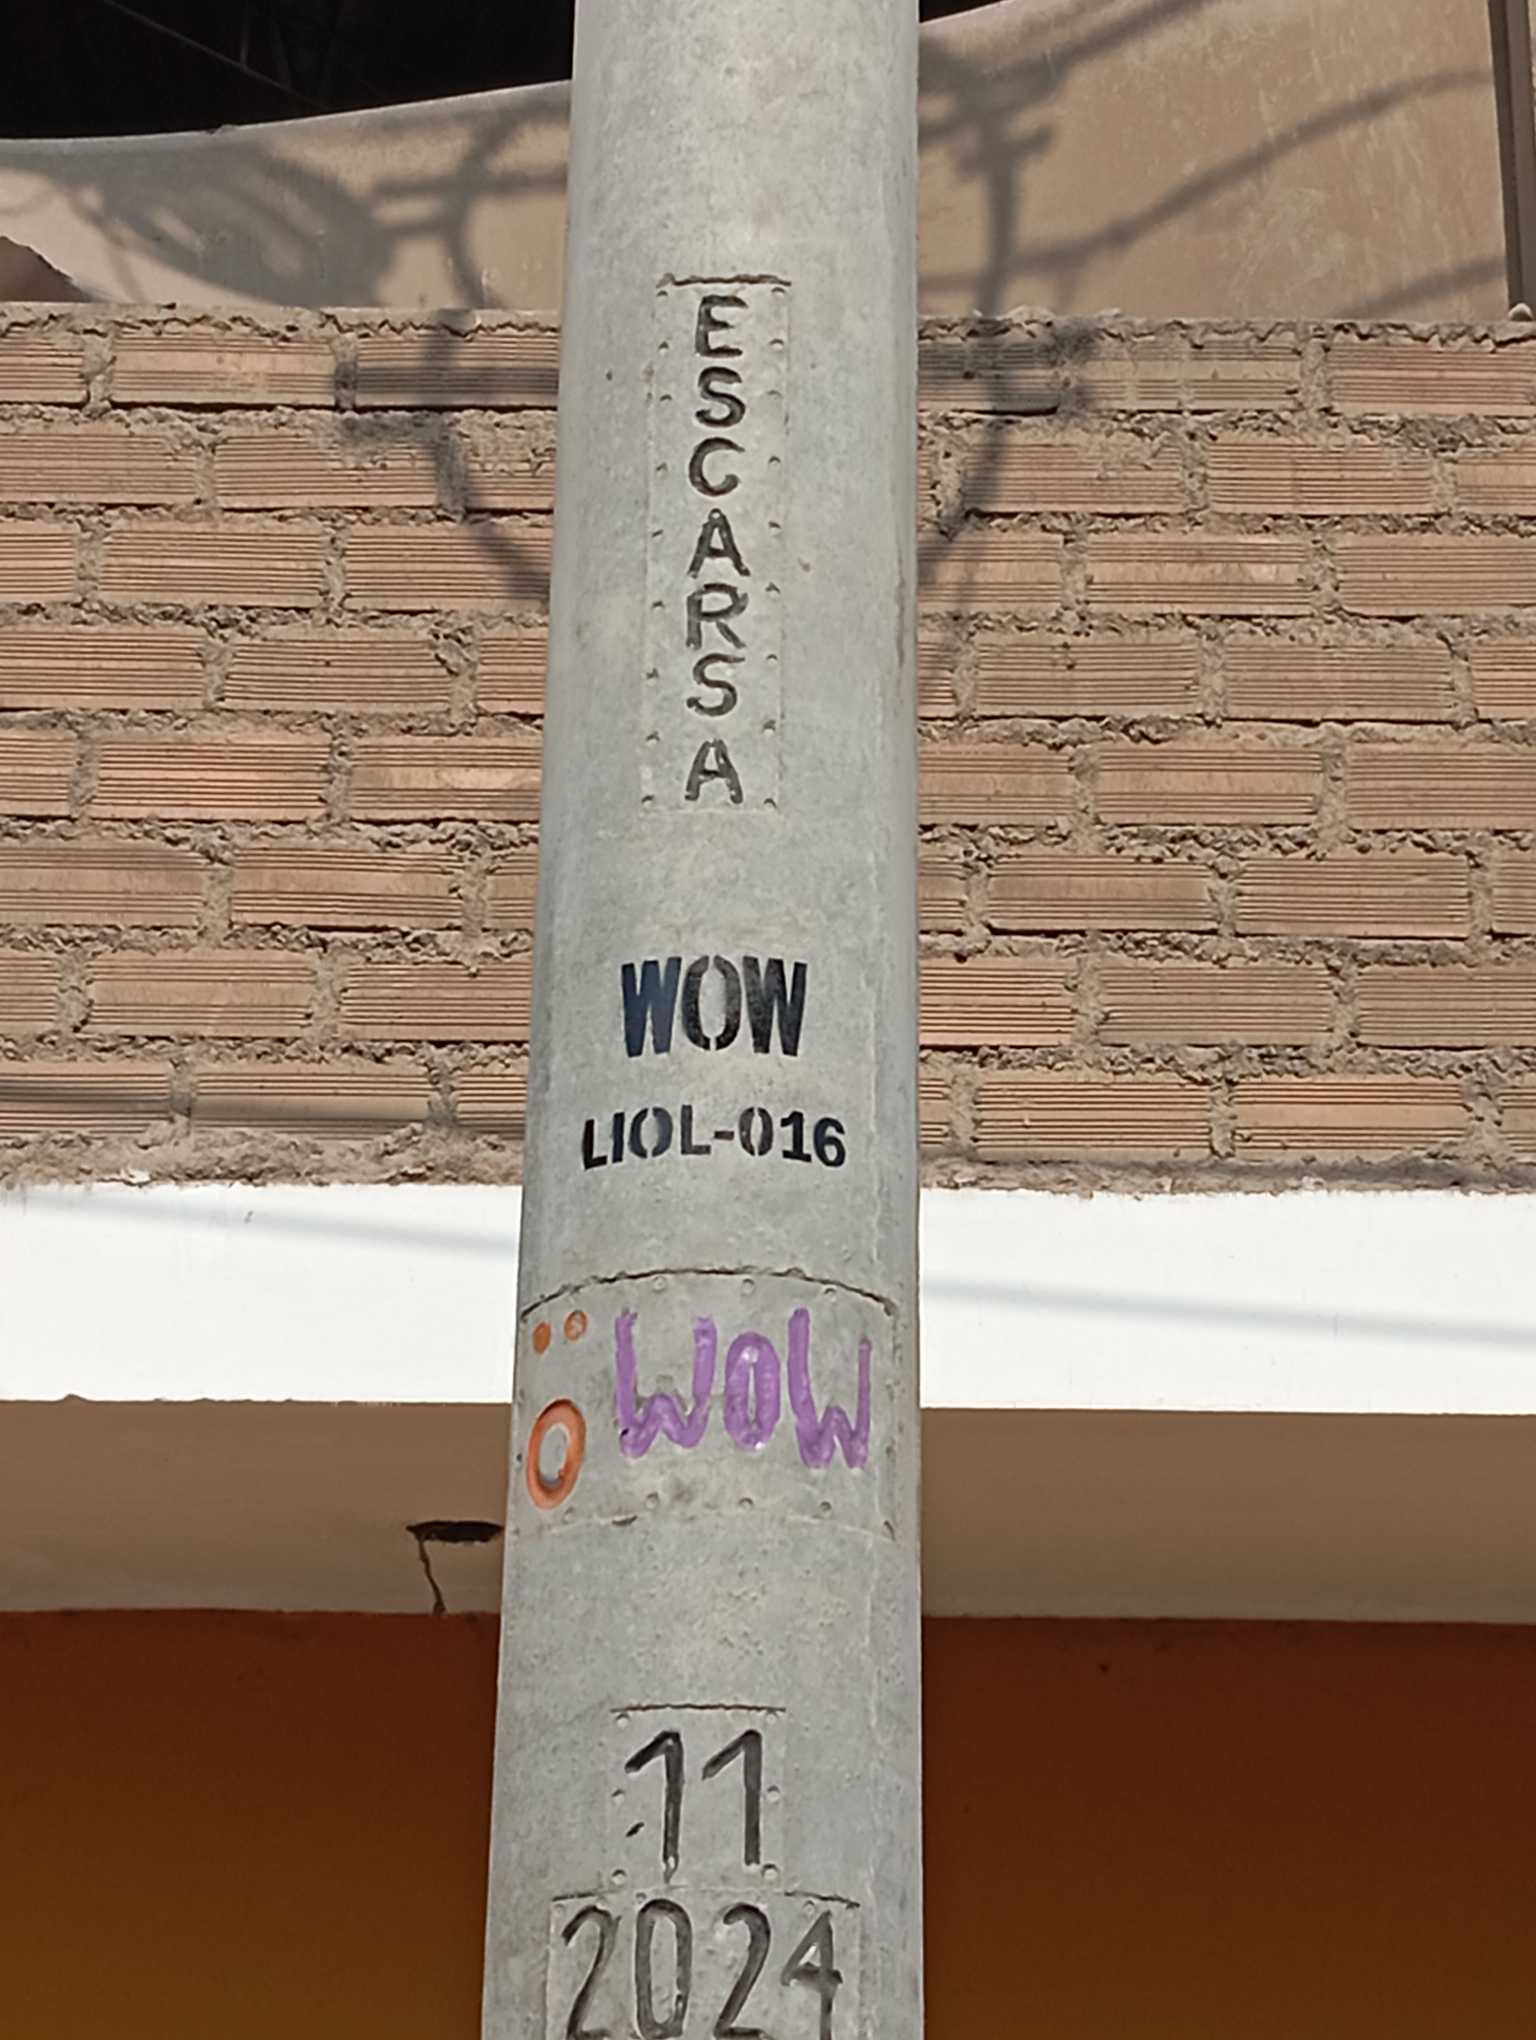 ESCARSA
WOW
LIOL-016
Ö WOW
11
2024